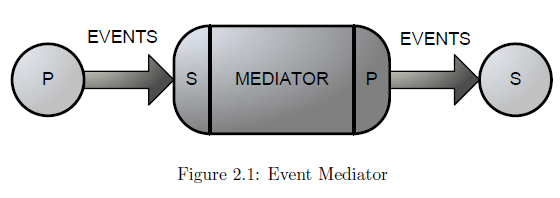 EVENTS
EVENTS
P
S
MEDIATOR
P
S
Figure 2.1: Event Mediator